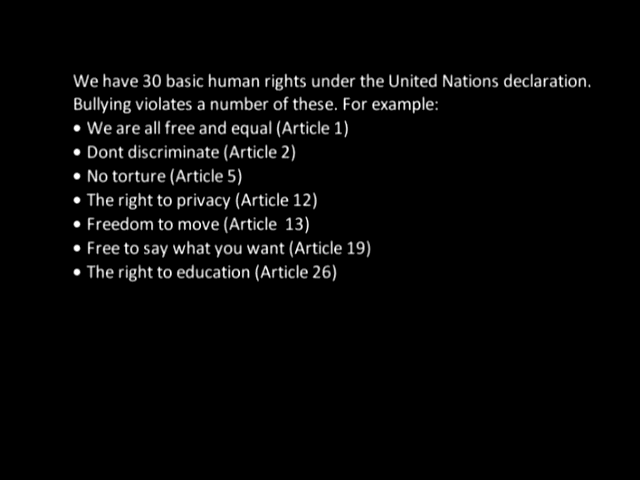 We have 30 basic human rights under the United Nations declaration.
Bullying violates a number of these. For example:
• We are all free and equal (Article 1)
• Dont discriminate (Article 2)
• No torture (Article 5)
• The right to privacy (Article 12)
• Freedom to move (Article  13)
• Free to say what you want (Article 19)
• The right to education (Article 26)